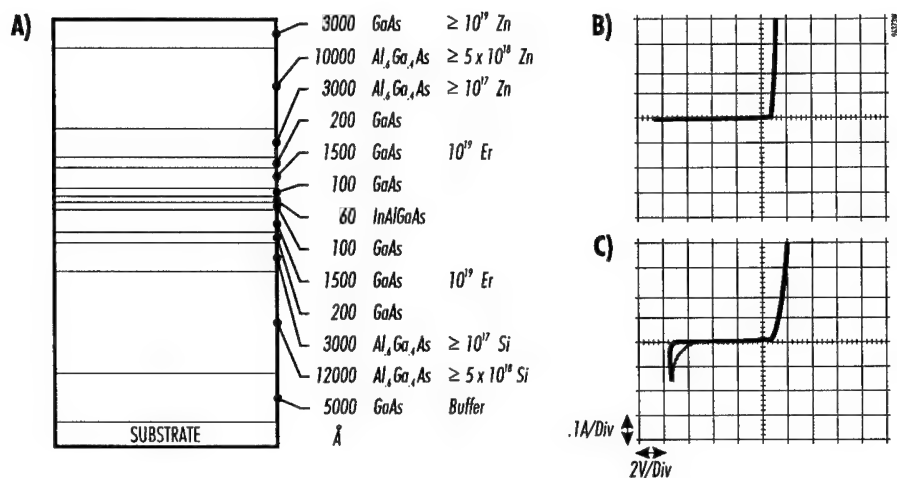 A)
3000 GaAs ≥ 10¹⁹ Zn
10000 Al.₆Ga.₄As ≥ 5 x 10¹⁸ Zn
3000 Al.₆Ga.₄As ≥ 10¹⁷ Zn
200 GaAs
1500 GaAs 10¹⁹ Er
100 GaAs
60 InAlGaAs
100 GaAs
1500 GaAs 10¹⁹ Er
200 GaAs
3000 Al.₆Ga.₄As ≥ 10¹⁷ Si
12000 Al.₆Ga.₄As ≥ 5 x 10¹⁸ Si
5000 GaAs Buffer
SUBSTRATE Å
B)
C)
.1A/Div
2V/Div